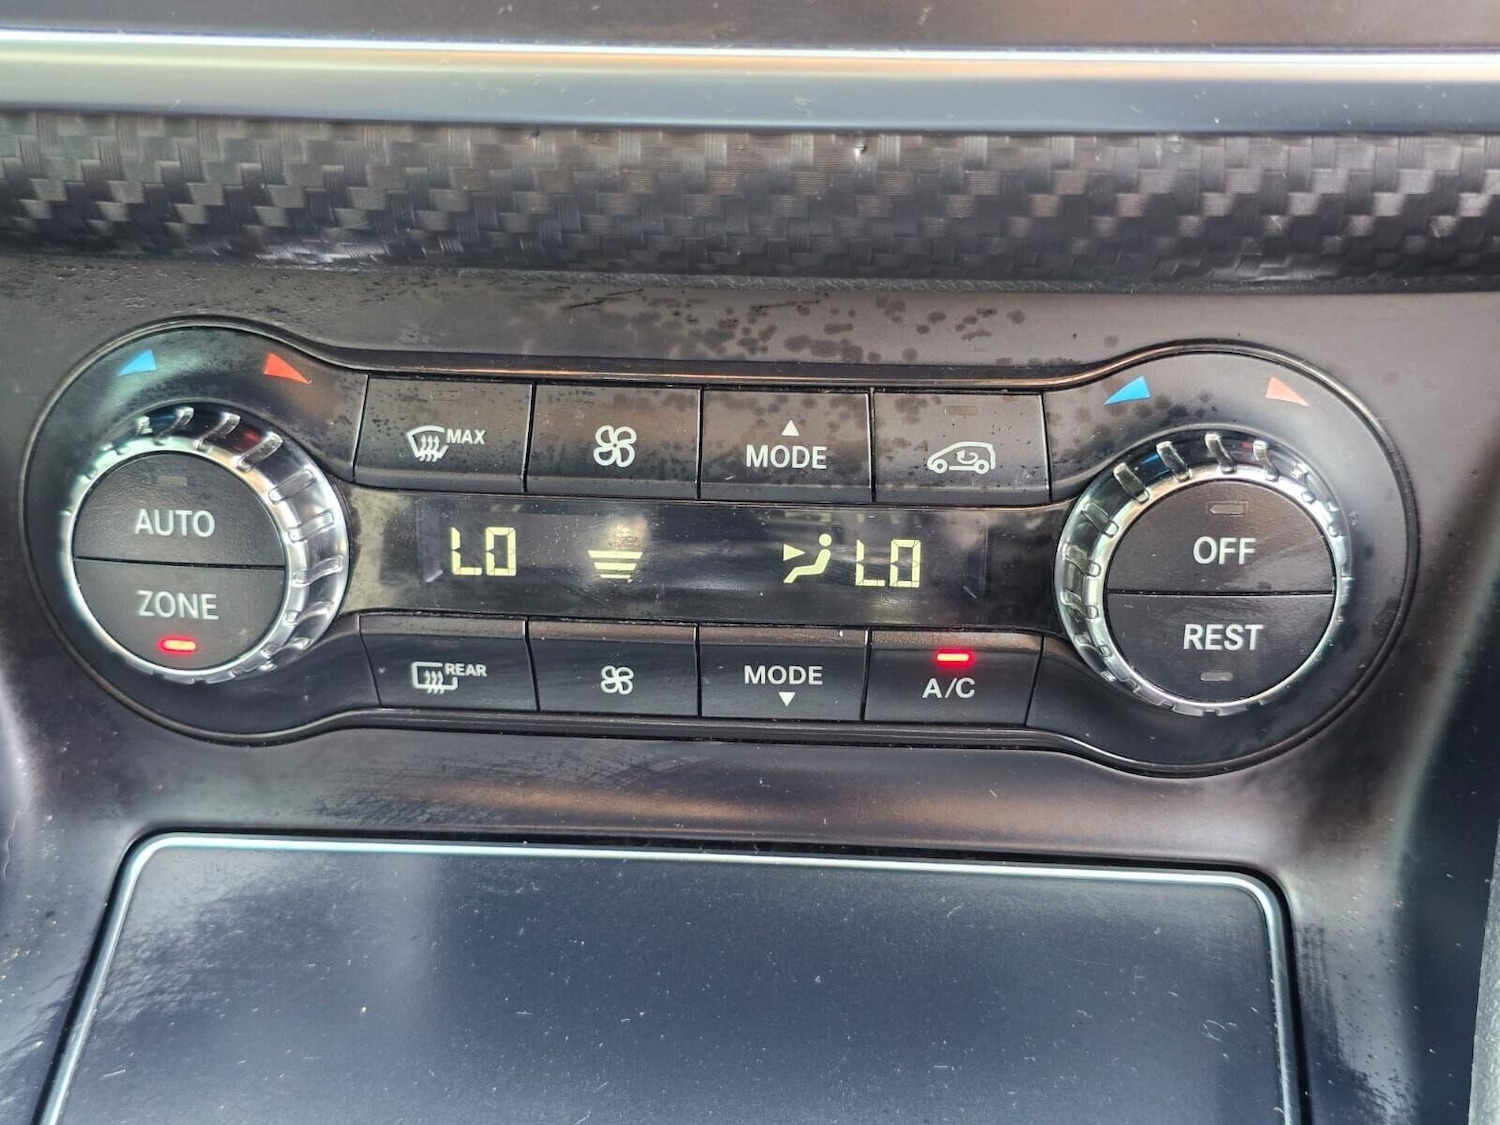 MAX
MODE
AUTO
ZONE
LO
LO
OFF
REST
REAR
MODE
A/C